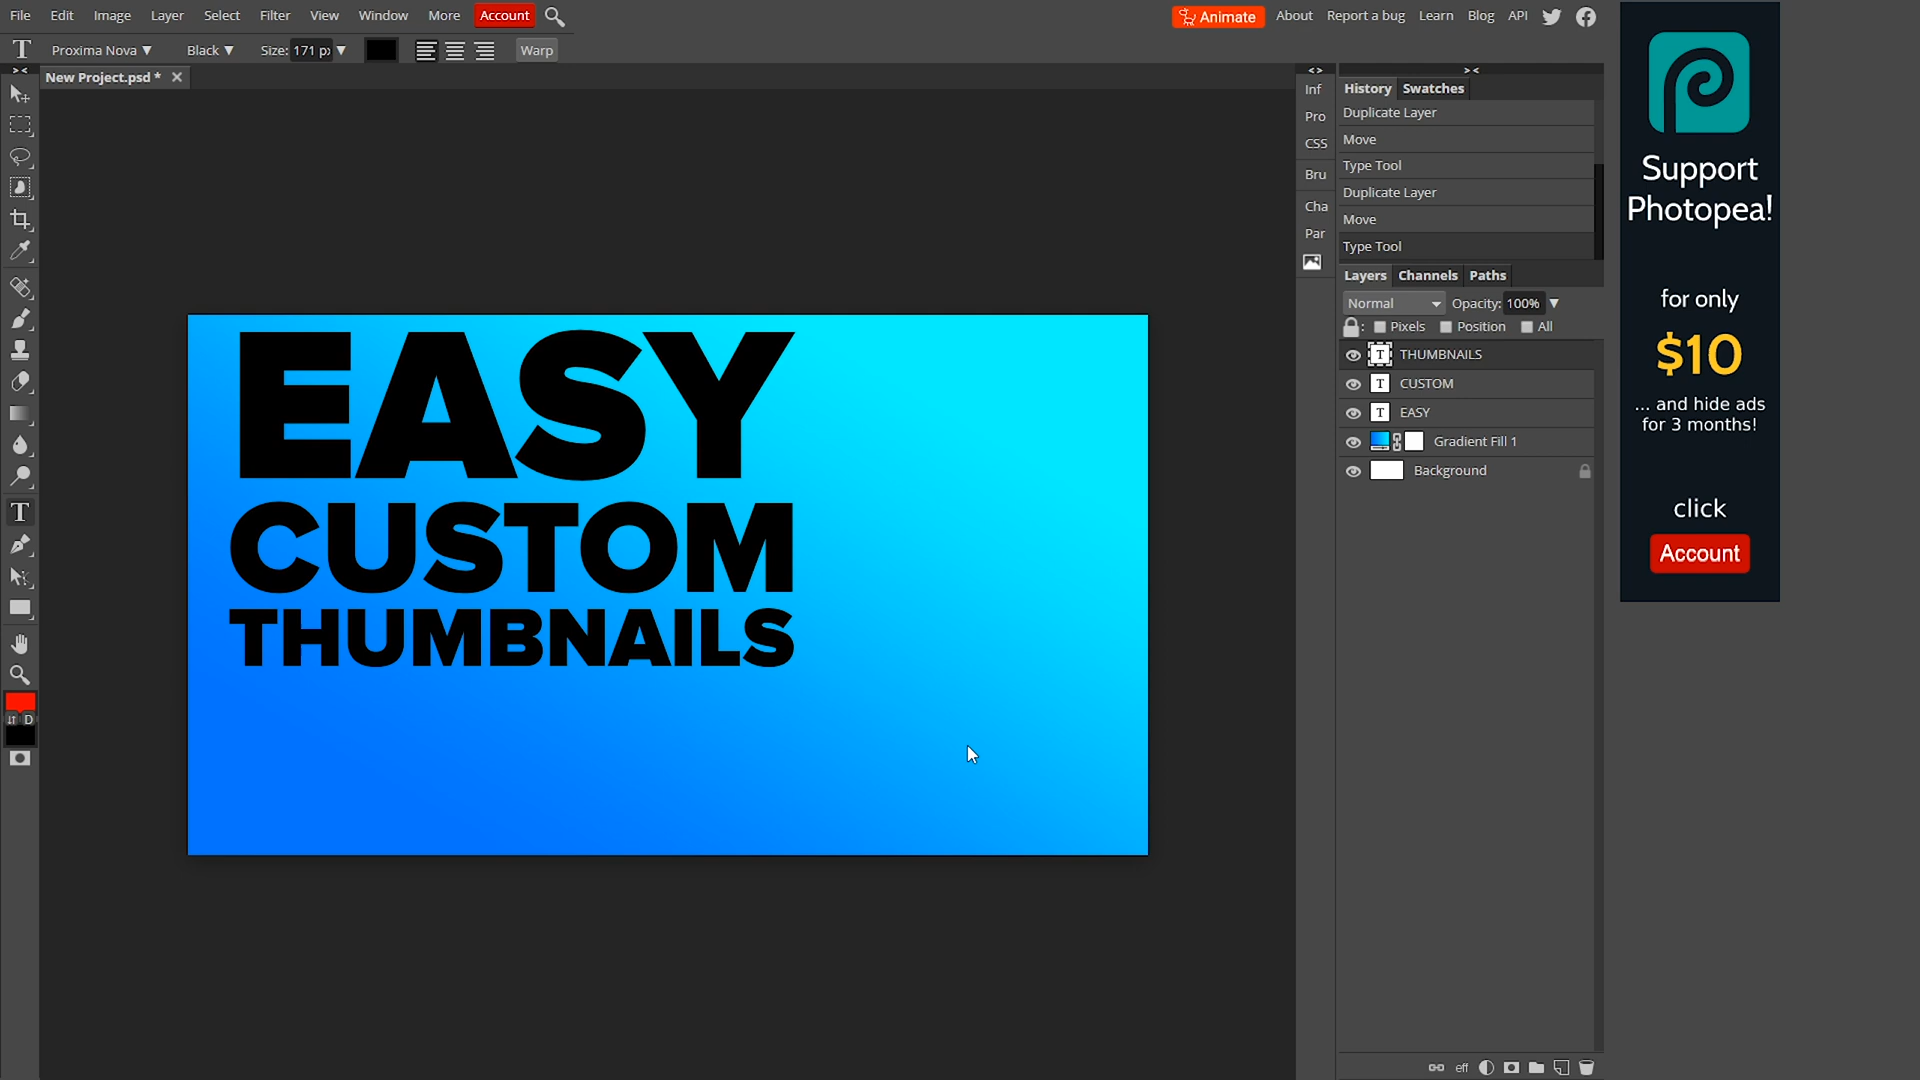 File Edit Image Layer Select Filter View Window More Account
Animate About Report a bug Learn Blog API
T Proxima Nova ▼ Black ▼ Size: 171 px ▼ Warp
New Project.psd *
EASY
CUSTOM
THUMBNAILS
D
Inf
Pro
CSS
Bru
Cha
Par
History Swatches
Duplicate Layer
Move
Type Tool
Duplicate Layer
Move
Type Tool
Layers Channels Paths
Normal Opacity: 100% ▼
: Pixels Position All
T THUMBNAILS
T CUSTOM
T EASY
Gradient Fill 1
Background
eff
Support
Photopea!
for only
$10
... and hide ads
for 3 months!
click
Account